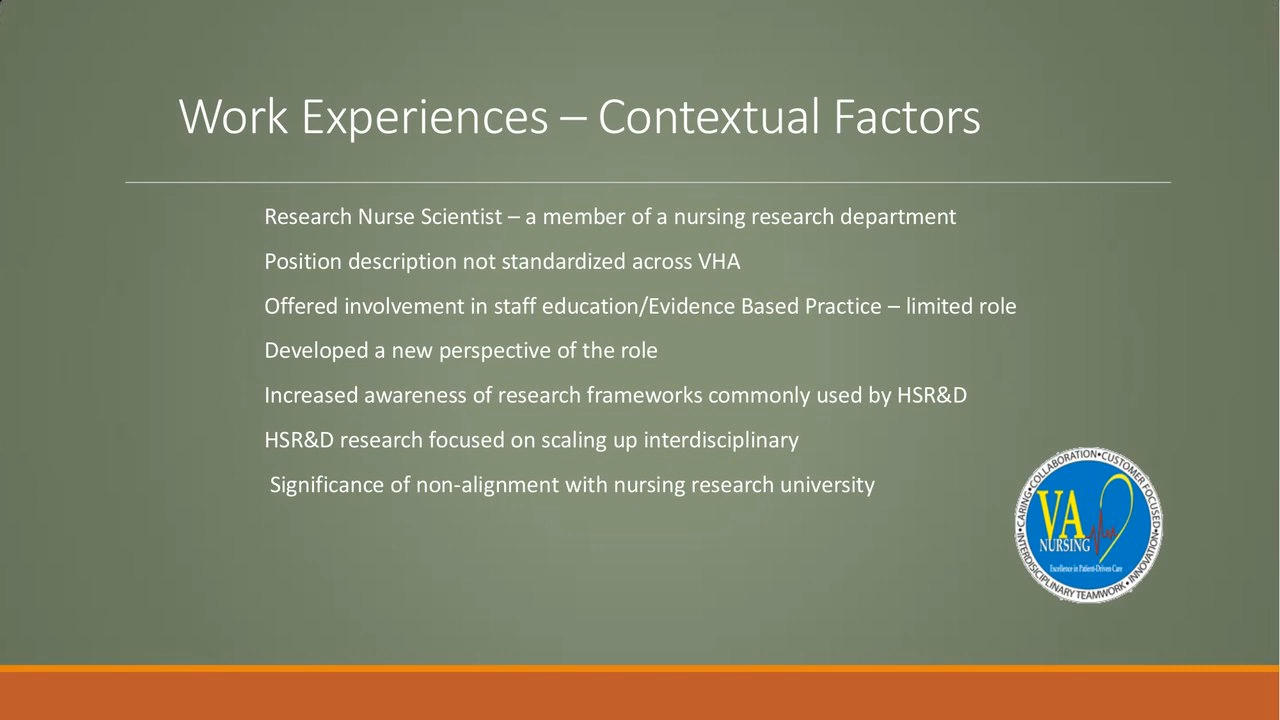 Work Experiences – Contextual Factors
Research Nurse Scientist – a member of a nursing research department
Position description not standardized across VHA
Offered involvement in staff education/Evidence Based Practice – limited role
Developed a new perspective of the role
Increased awareness of research frameworks commonly used by HSR&D
HSR&D research focused on scaling up interdisciplinary
Significance of non-alignment with nursing research university
•CARING•COLLABORATION•CUSTOMER FOCUSED•
VA
NURSING
Excellence in Patient-Driven Care
INTERDISCIPLINARY TEAMWORK•INNOVATION